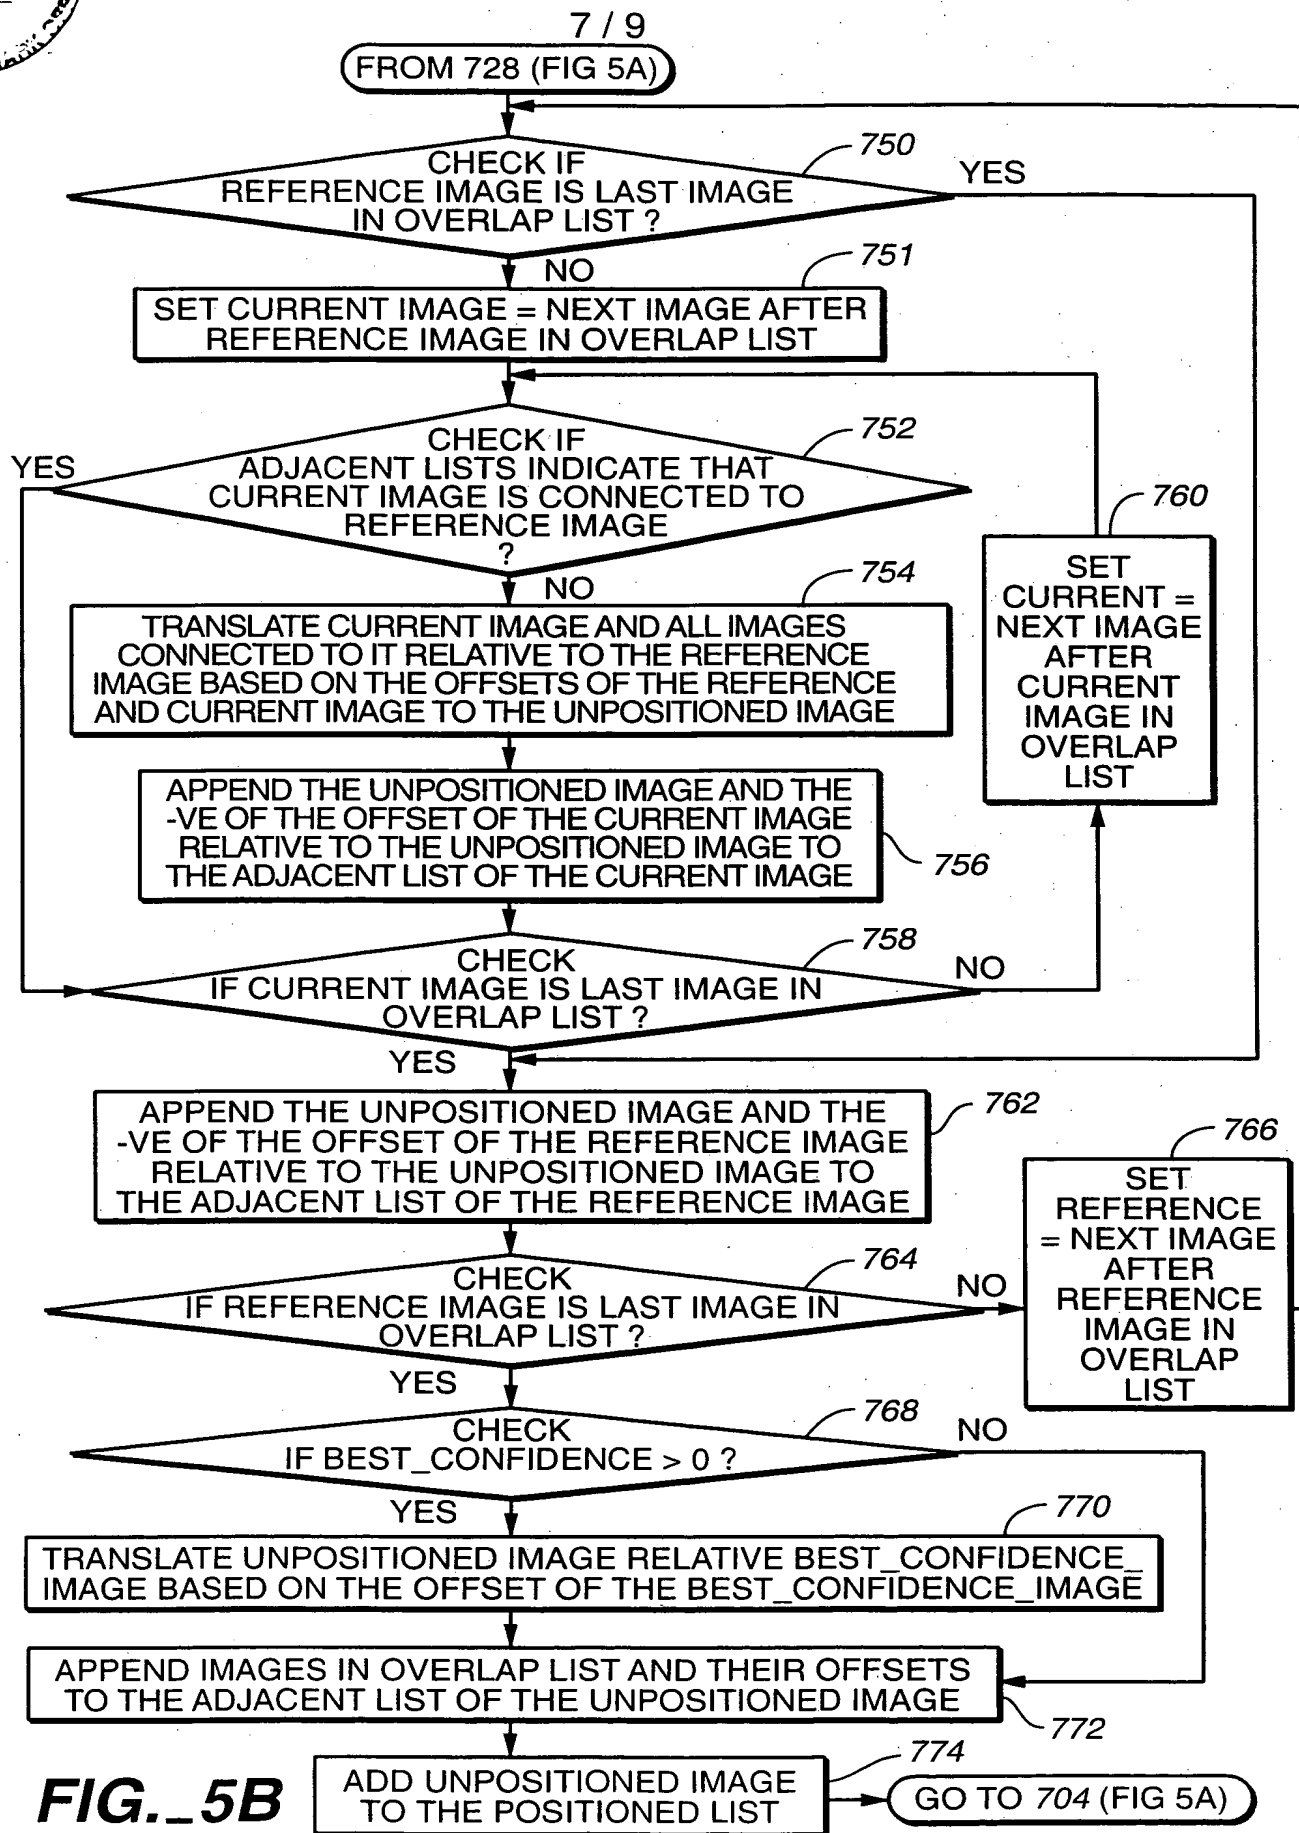 7 / 9
FROM 728 (FIG 5A)
CHECK IF
REFERENCE IMAGE IS LAST IMAGE
IN OVERLAP LIST ?
750
YES
NO
751
SET CURRENT IMAGE = NEXT IMAGE AFTER
REFERENCE IMAGE IN OVERLAP LIST
CHECK IF
ADJACENT LISTS INDICATE THAT
CURRENT IMAGE IS CONNECTED TO
REFERENCE IMAGE
?
752
YES
NO
760
SET
CURRENT =
NEXT IMAGE
AFTER
CURRENT
IMAGE IN
OVERLAP
LIST
754
TRANSLATE CURRENT IMAGE AND ALL IMAGES
CONNECTED TO IT RELATIVE TO THE REFERENCE
IMAGE BASED ON THE OFFSETS OF THE REFERENCE
AND CURRENT IMAGE TO THE UNPOSITIONED IMAGE
APPEND THE UNPOSITIONED IMAGE AND THE
-VE OF THE OFFSET OF THE CURRENT IMAGE
RELATIVE TO THE UNPOSITIONED IMAGE TO
THE ADJACENT LIST OF THE CURRENT IMAGE
756
CHECK
IF CURRENT IMAGE IS LAST IMAGE IN
OVERLAP LIST ?
758
NO
YES
APPEND THE UNPOSITIONED IMAGE AND THE
-VE OF THE OFFSET OF THE REFERENCE IMAGE
RELATIVE TO THE UNPOSITIONED IMAGE TO
THE ADJACENT LIST OF THE REFERENCE IMAGE
762
766
SET
REFERENCE
= NEXT IMAGE
AFTER
REFERENCE
IMAGE IN
OVERLAP
LIST
CHECK
IF REFERENCE IMAGE IS LAST IMAGE IN
OVERLAP LIST ?
764
NO
YES
CHECK
IF BEST_CONFIDENCE > 0 ?
768
NO
YES
770
TRANSLATE UNPOSITIONED IMAGE RELATIVE BEST_CONFIDENCE_
IMAGE BASED ON THE OFFSET OF THE BEST_CONFIDENCE_IMAGE
APPEND IMAGES IN OVERLAP LIST AND THEIR OFFSETS
TO THE ADJACENT LIST OF THE UNPOSITIONED IMAGE
772
774
ADD UNPOSITIONED IMAGE
TO THE POSITIONED LIST
GO TO 704 (FIG 5A)
FIG._5B